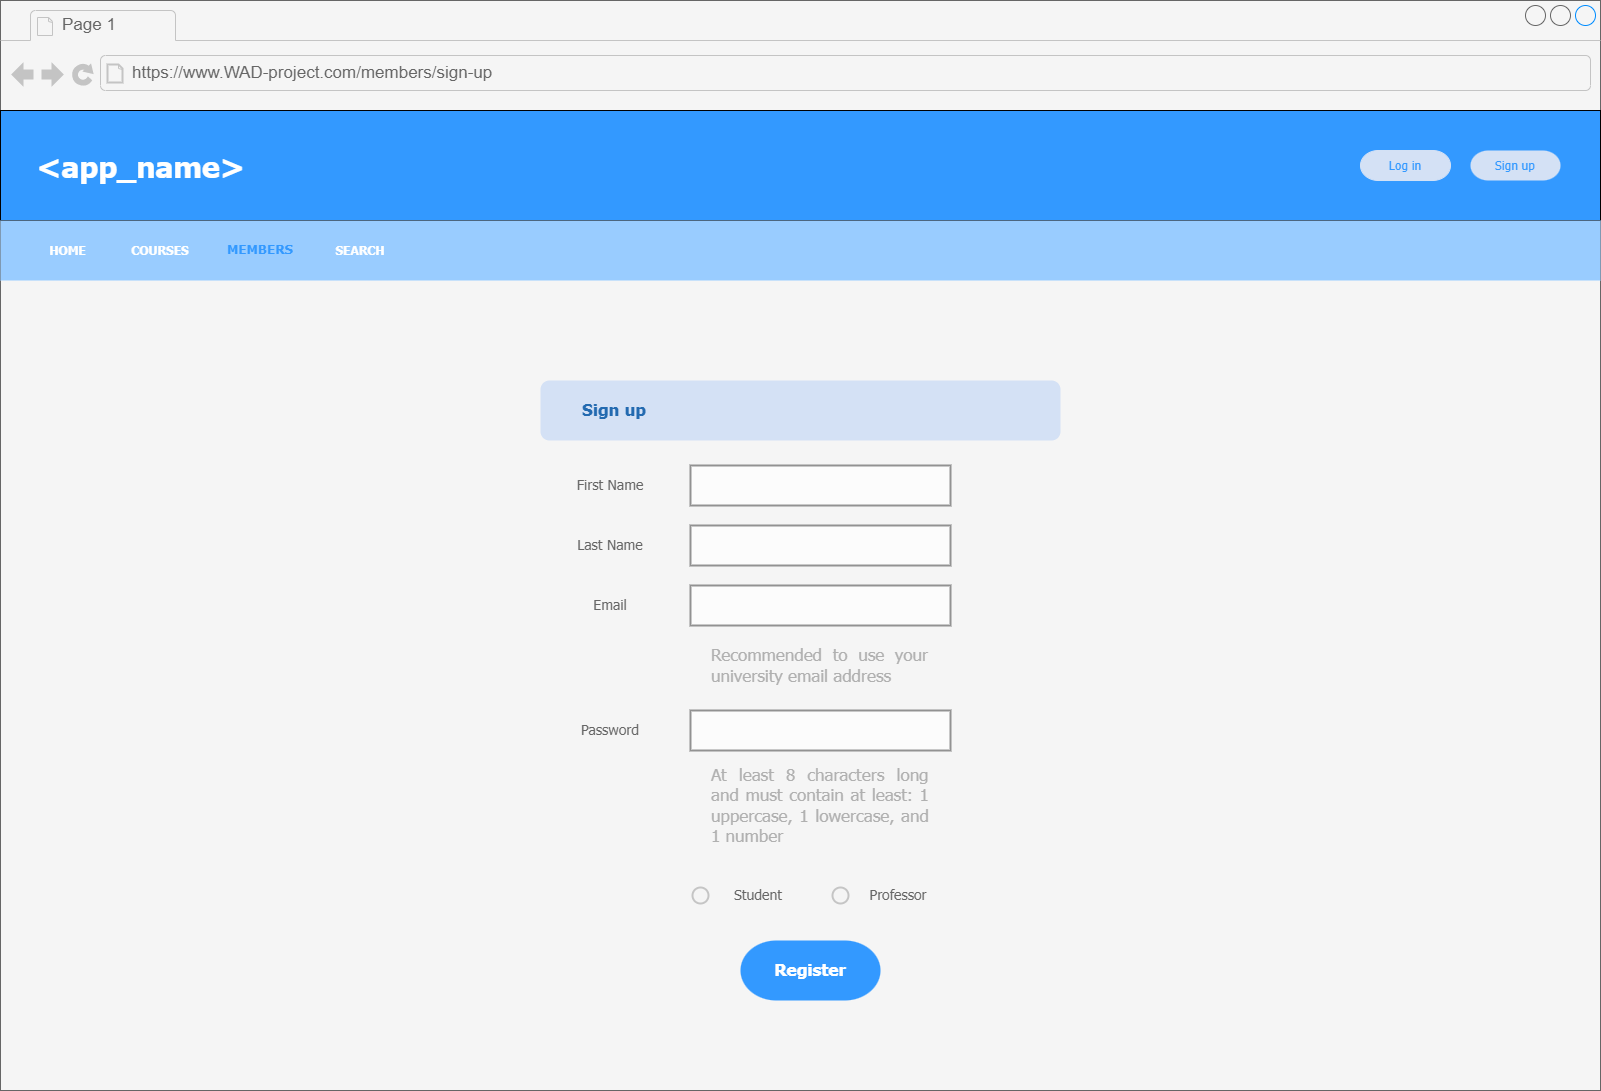 Page 1
https://www.WAD-project.com/members/sign-up
<app_name>
Log in
Sign up
HOME
COURSES
MEMBERS
SEARCH
Sign up
First Name
Last Name
Email
Recommended to use your
university email address
Password
At least 8 characters long
and must contain at least: 1
uppercase, 1 lowercase, and
1 number
Student
Professor
Register